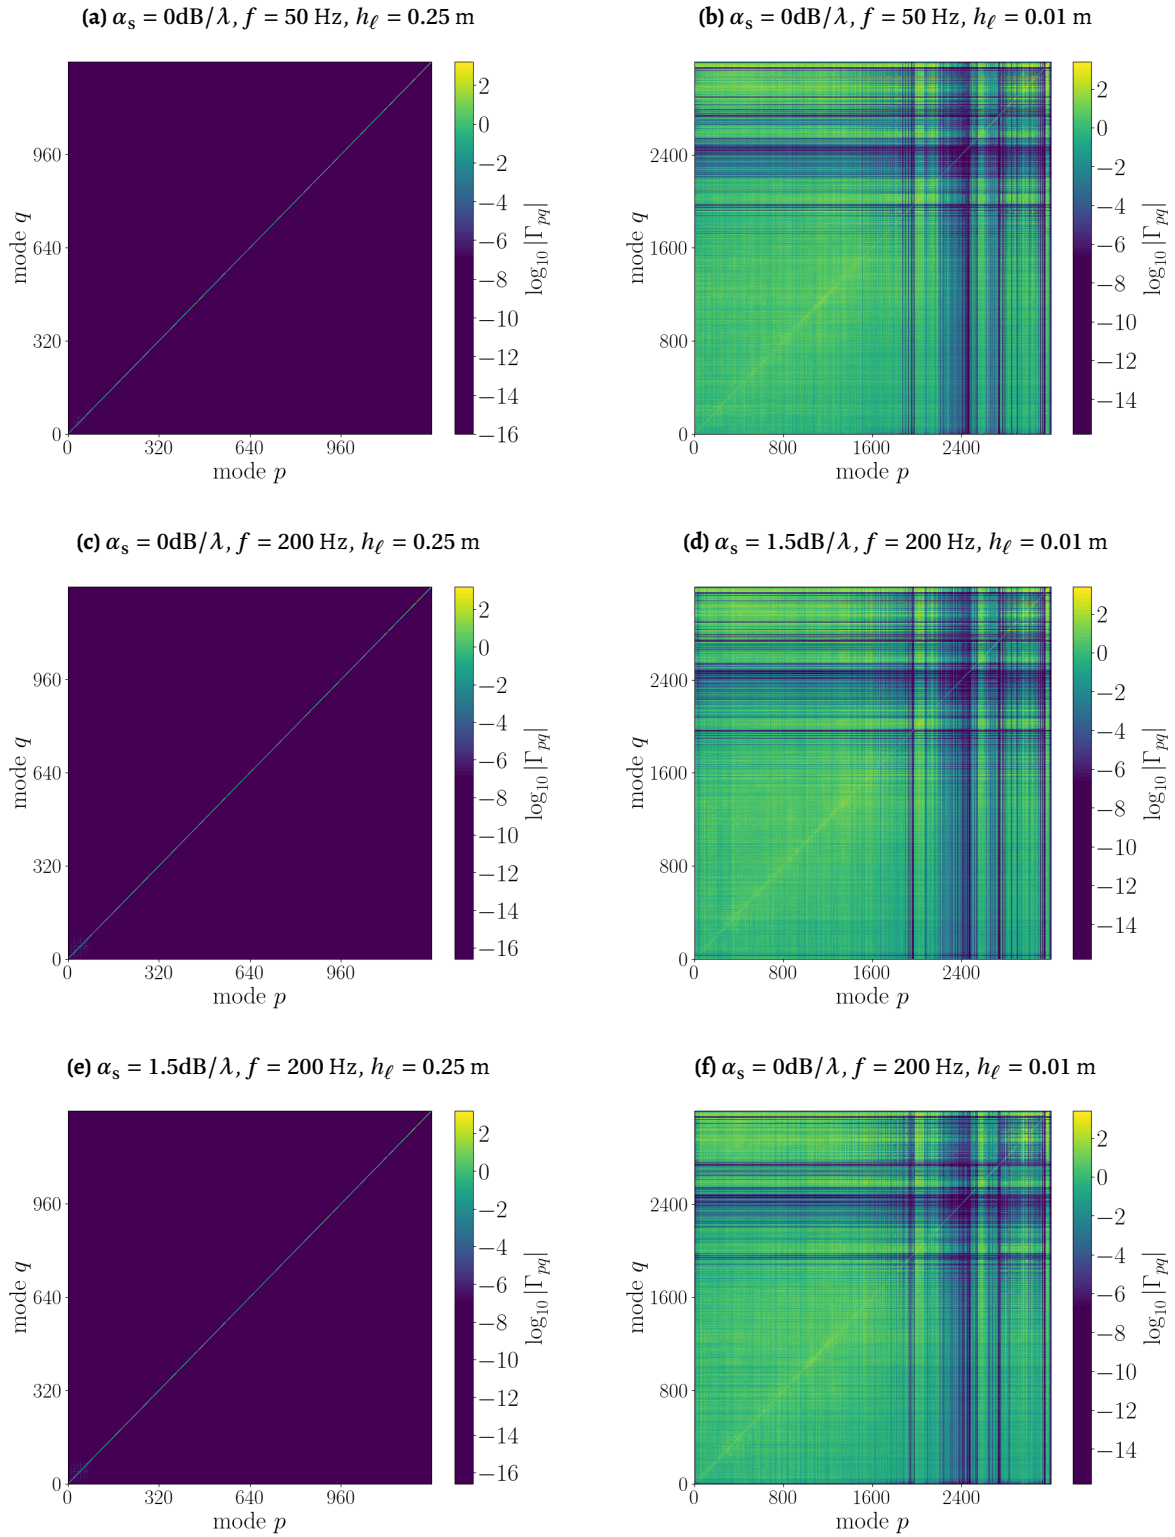 (a) αs = 0dB/λ, f = 50 Hz, hℓ = 0.25 m
2
0
−2
−4
−6
−8
−10
−12
−14
−16
log10 |Γpq|
960
640
320
0
mode q
0 320 640 960
mode p
(b) αs = 0dB/λ, f = 50 Hz, hℓ = 0.01 m
2
0
−2
−4
−6
−8
−10
−12
−14
log10 |Γpq|
2400
1600
800
0
mode q
0 800 1600 2400
mode p
(c) αs = 0dB/λ, f = 200 Hz, hℓ = 0.25 m
2
0
−2
−4
−6
−8
−10
−12
−14
−16
log10 |Γpq|
960
640
320
0
mode q
0 320 640 960
mode p
(d) αs = 1.5dB/λ, f = 200 Hz, hℓ = 0.01 m
2
0
−2
−4
−6
−8
−10
−12
−14
log10 |Γpq|
2400
1600
800
0
mode q
0 800 1600 2400
mode p
(e) αs = 1.5dB/λ, f = 200 Hz, hℓ = 0.25 m
2
0
−2
−4
−6
−8
−10
−12
−14
−16
log10 |Γpq|
960
640
320
0
mode q
0 320 640 960
mode p
(f) αs = 0dB/λ, f = 200 Hz, hℓ = 0.01 m
2
0
−2
−4
−6
−8
−10
−12
−14
log10 |Γpq|
2400
1600
800
0
mode q
0 800 1600 2400
mode p